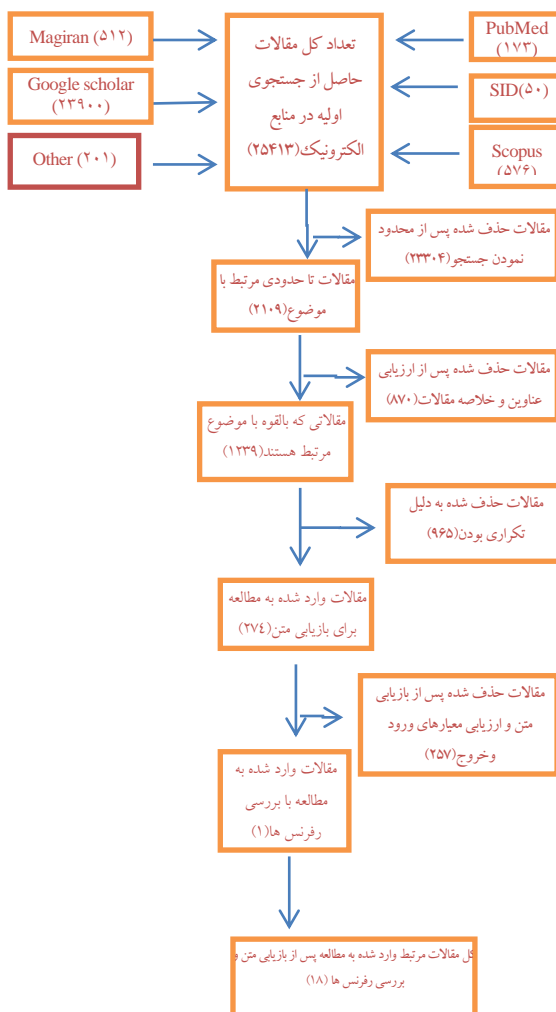 Magiran (۵۱۲)
Google scholar
(۲۳۹۰۰)
Other (۲۰۱)
تعداد کل مقالات
حاصل از جستجوی
اولیه در منابع
الکترونیک(۲۵۴۱۳)
PubMed
(۱۷۳)
SID(۵۰)
Scopus
(۵۷۶)
مقالات حذف شده پس از محدود
نمودن جستجو(۲۳۳۰۴)
مقالات تا حدودی مرتبط با
موضوع(۲۱۰۹)
مقالات حذف شده پس از ارزیابی
عناوین و خلاصه مقالات(۸۷۰)
مقالاتی که بالقوه با موضوع
مرتبط هستند(۱۲۳۹)
مقالات حذف شده به دلیل
تکراری بودن(۹۶۵)
مقالات وارد شده به مطالعه
برای بازیابی متن(۲۷٤)
مقالات حذف شده پس از بازیابی
متن و ارزیابی معیارهای ورود
وخروج(۲۵۷)
مقالات وارد شده به
مطالعه با بررسی
رفرنس ها(۱)
کل مقالات مرتبط وارد شده به مطالعه پس از بازیابی متن و
بررسی رفرنس ها (۱۸)